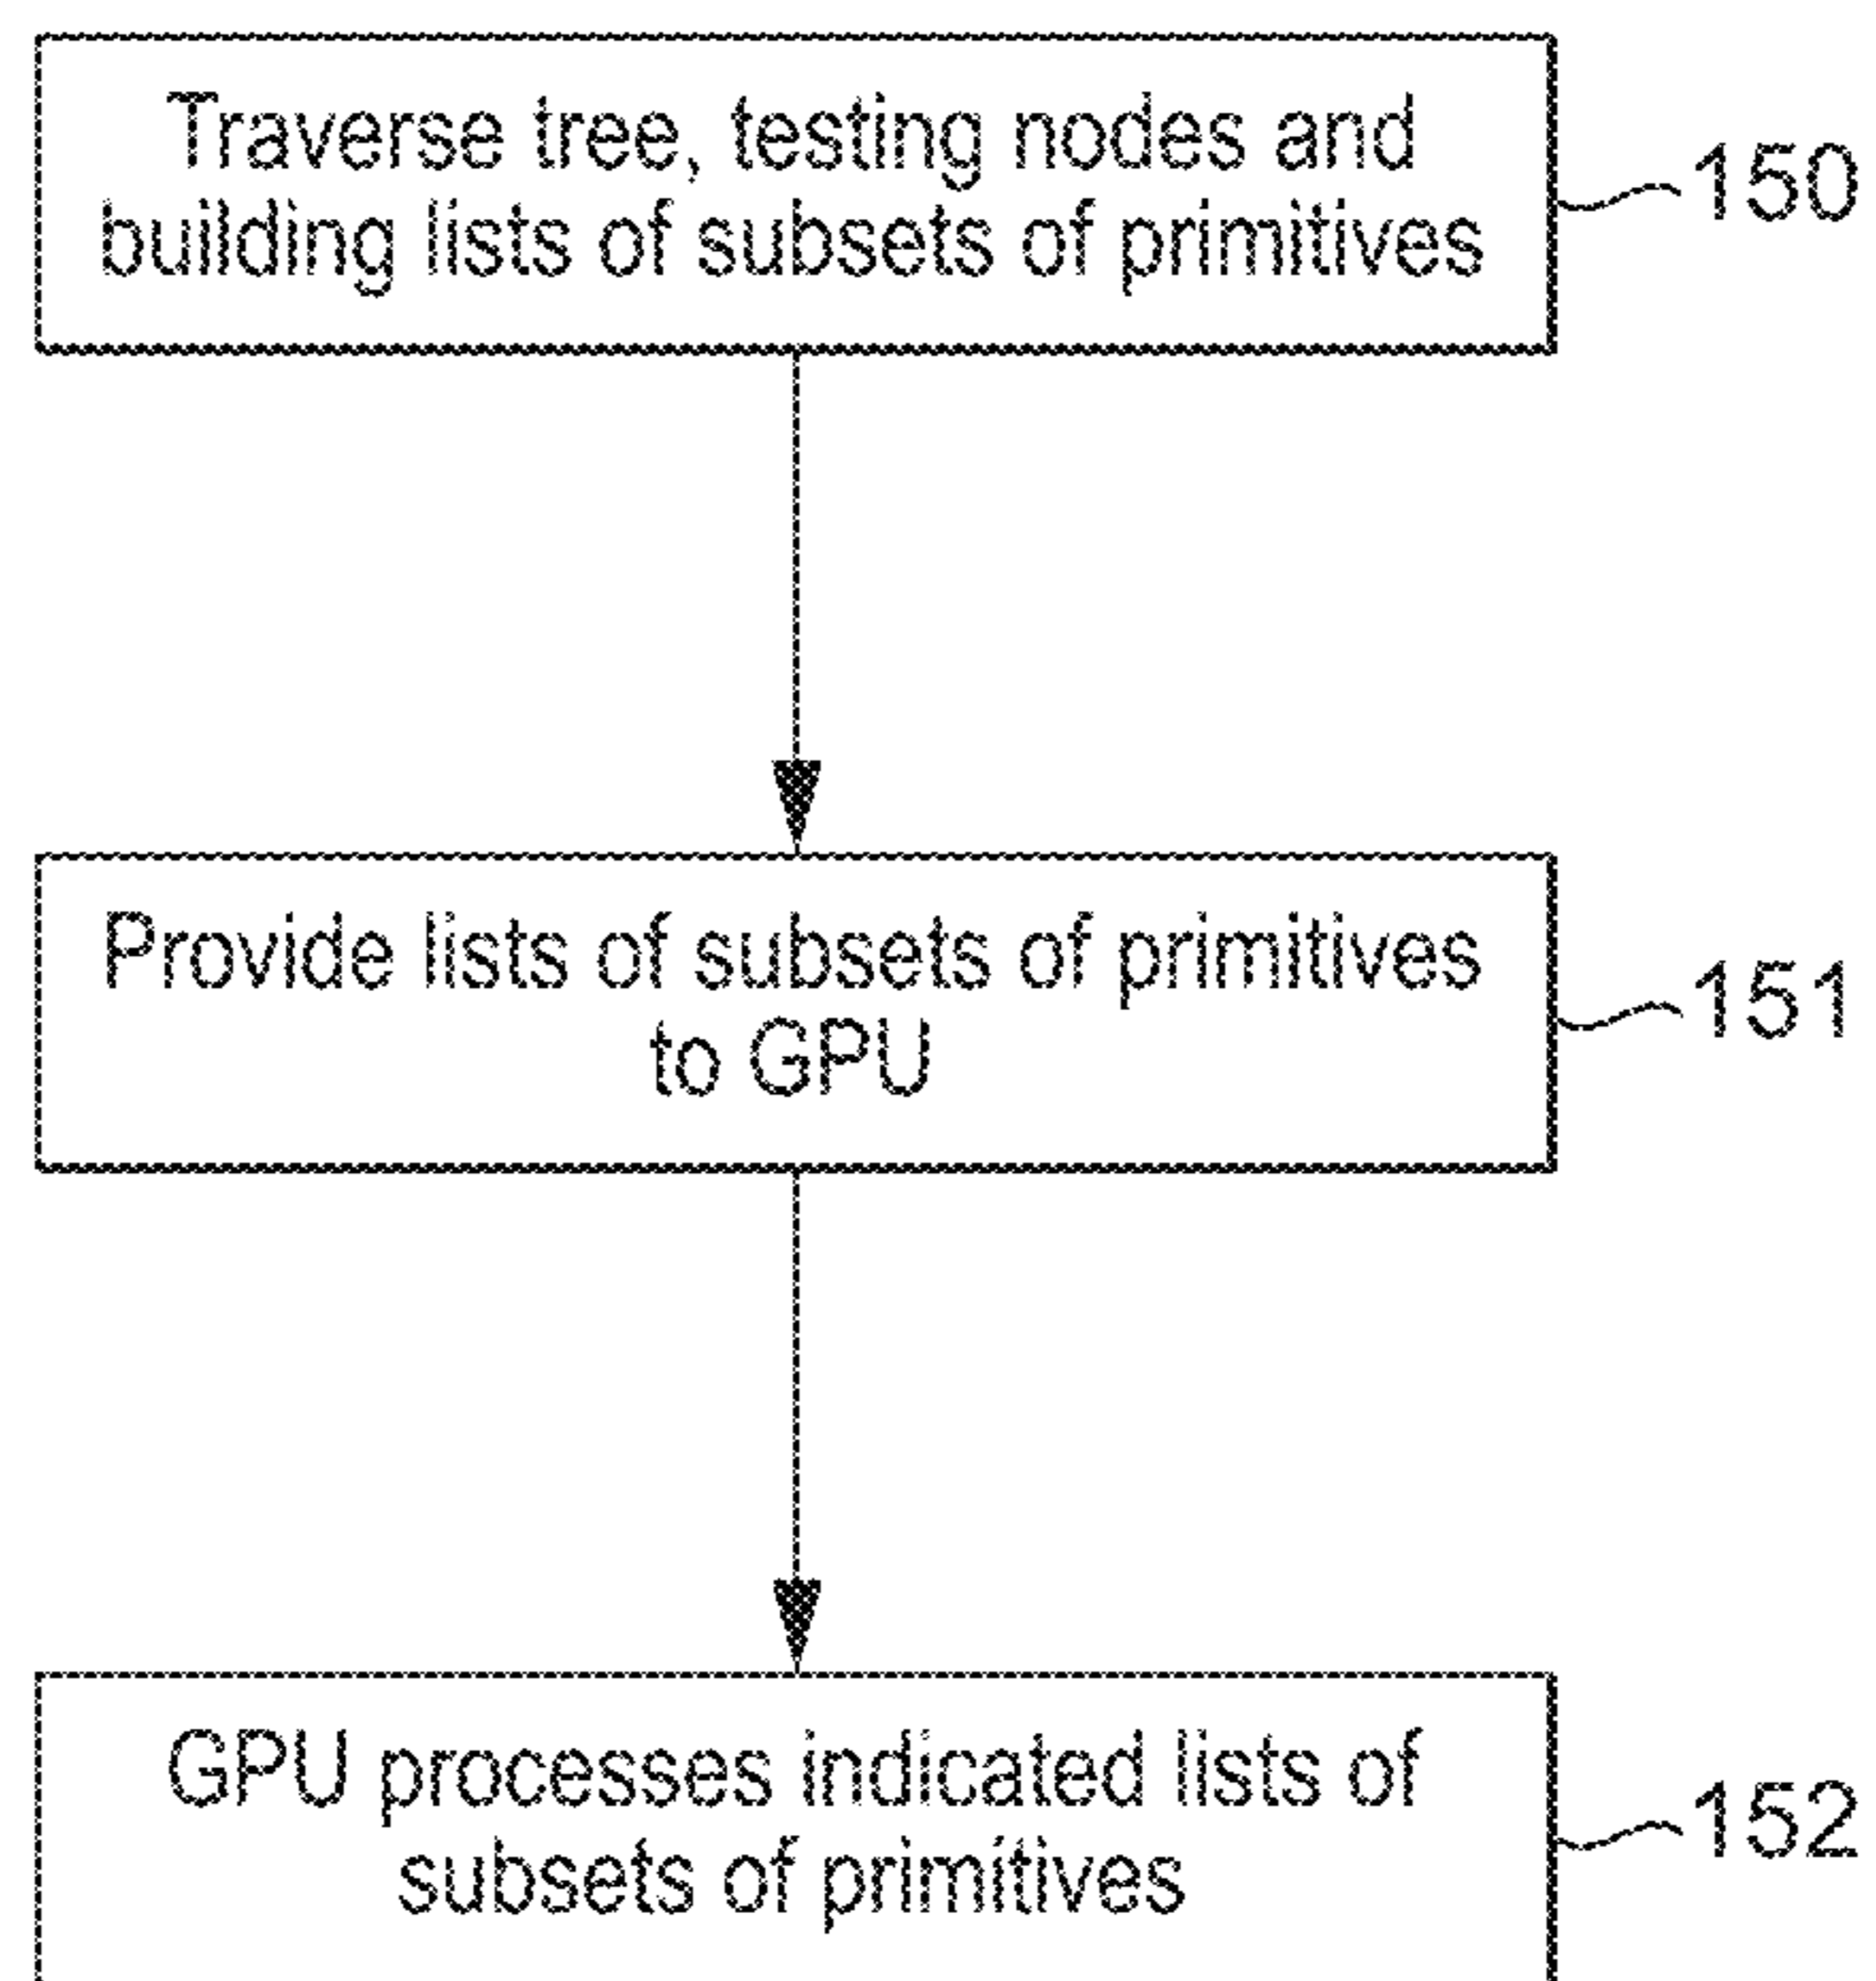 Traverse tree, testing nodes and
building lists of subsets of primitives
150
Provide lists of subsets of primitives
to GPU
151
GPU processes indicated lists of
subsets of primitives
152